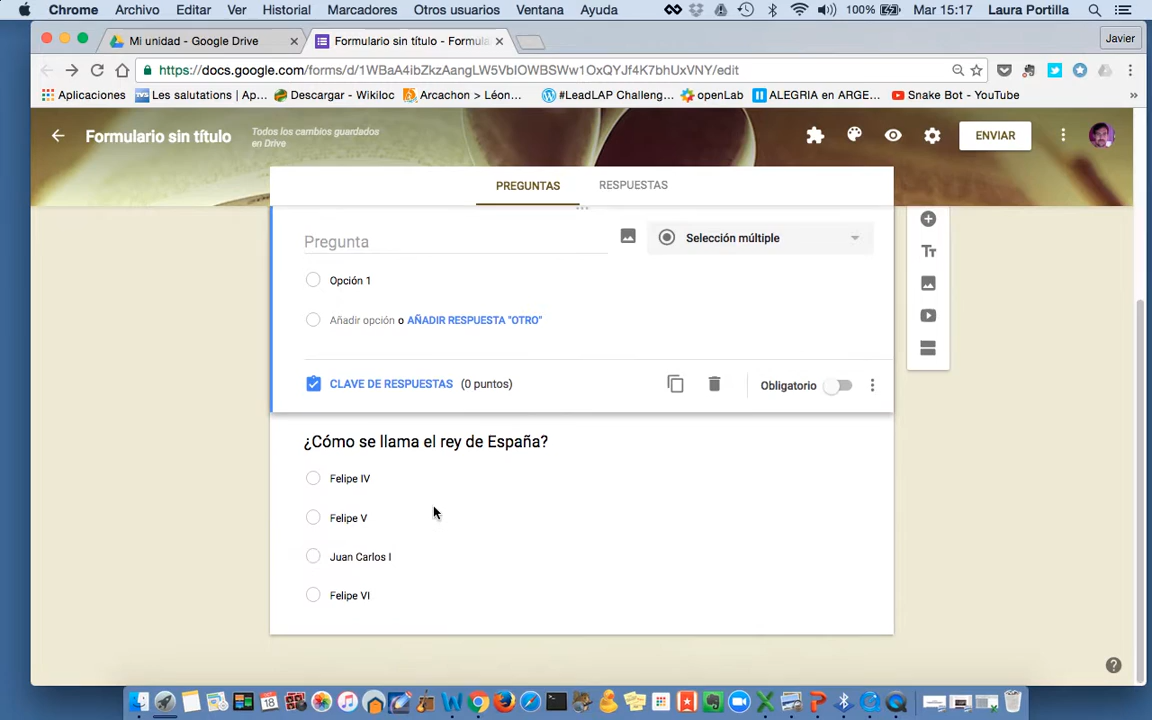 Chrome Archivo Editar Ver Historial Marcadores Otros usuarios Ventana Ayuda 100% Mar 15:17 Laura Portilla
Mi unidad - Google Drive Formulario sin título - Formula Javier
https://docs.google.com/forms/d/1WBaA4ibZkzAangLW5VbIOWBSWw1OxQYJf4K7bhUxVNY/edit
Aplicaciones Les salutations | Ap... Descargar - Wikiloc Arcachon > Léon... #LeadLAP Challeng... openLab ALEGRIA en ARGE... Snake Bot - YouTube »
Formulario sin título Todos los cambios guardados
en Drive
ENVIAR
PREGUNTAS RESPUESTAS
Pregunta Selección múltiple
Opción 1
Añadir opción o AÑADIR RESPUESTA "OTRO"
CLAVE DE RESPUESTAS (0 puntos) Obligatorio
¿Cómo se llama el rey de España?
Felipe IV
Felipe V
Juan Carlos I
Felipe VI